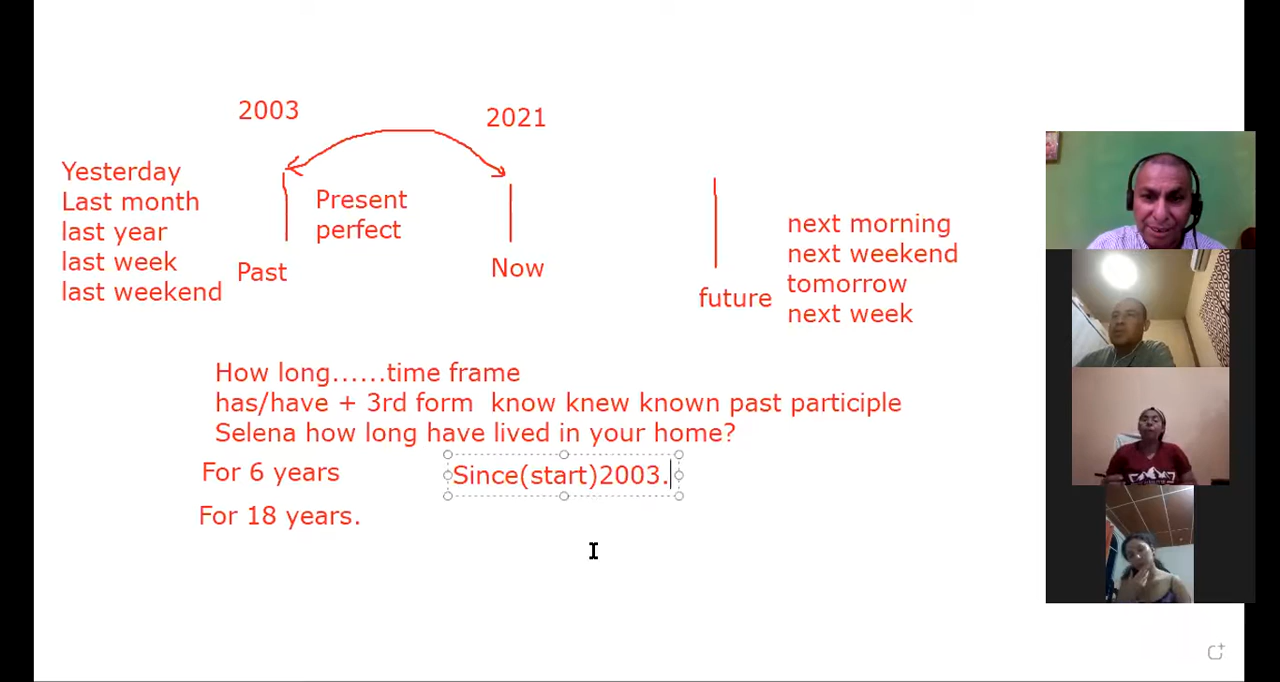 2003
2021
Yesterday
Last month
last year
last week
last weekend
Past
Present
perfect
Now
future
next morning
next weekend
tomorrow
next week
How long......time frame
has/have + 3rd form know knew known past participle
Selena how long have lived in your home?
For 6 years
Since(start)2003.
For 18 years.